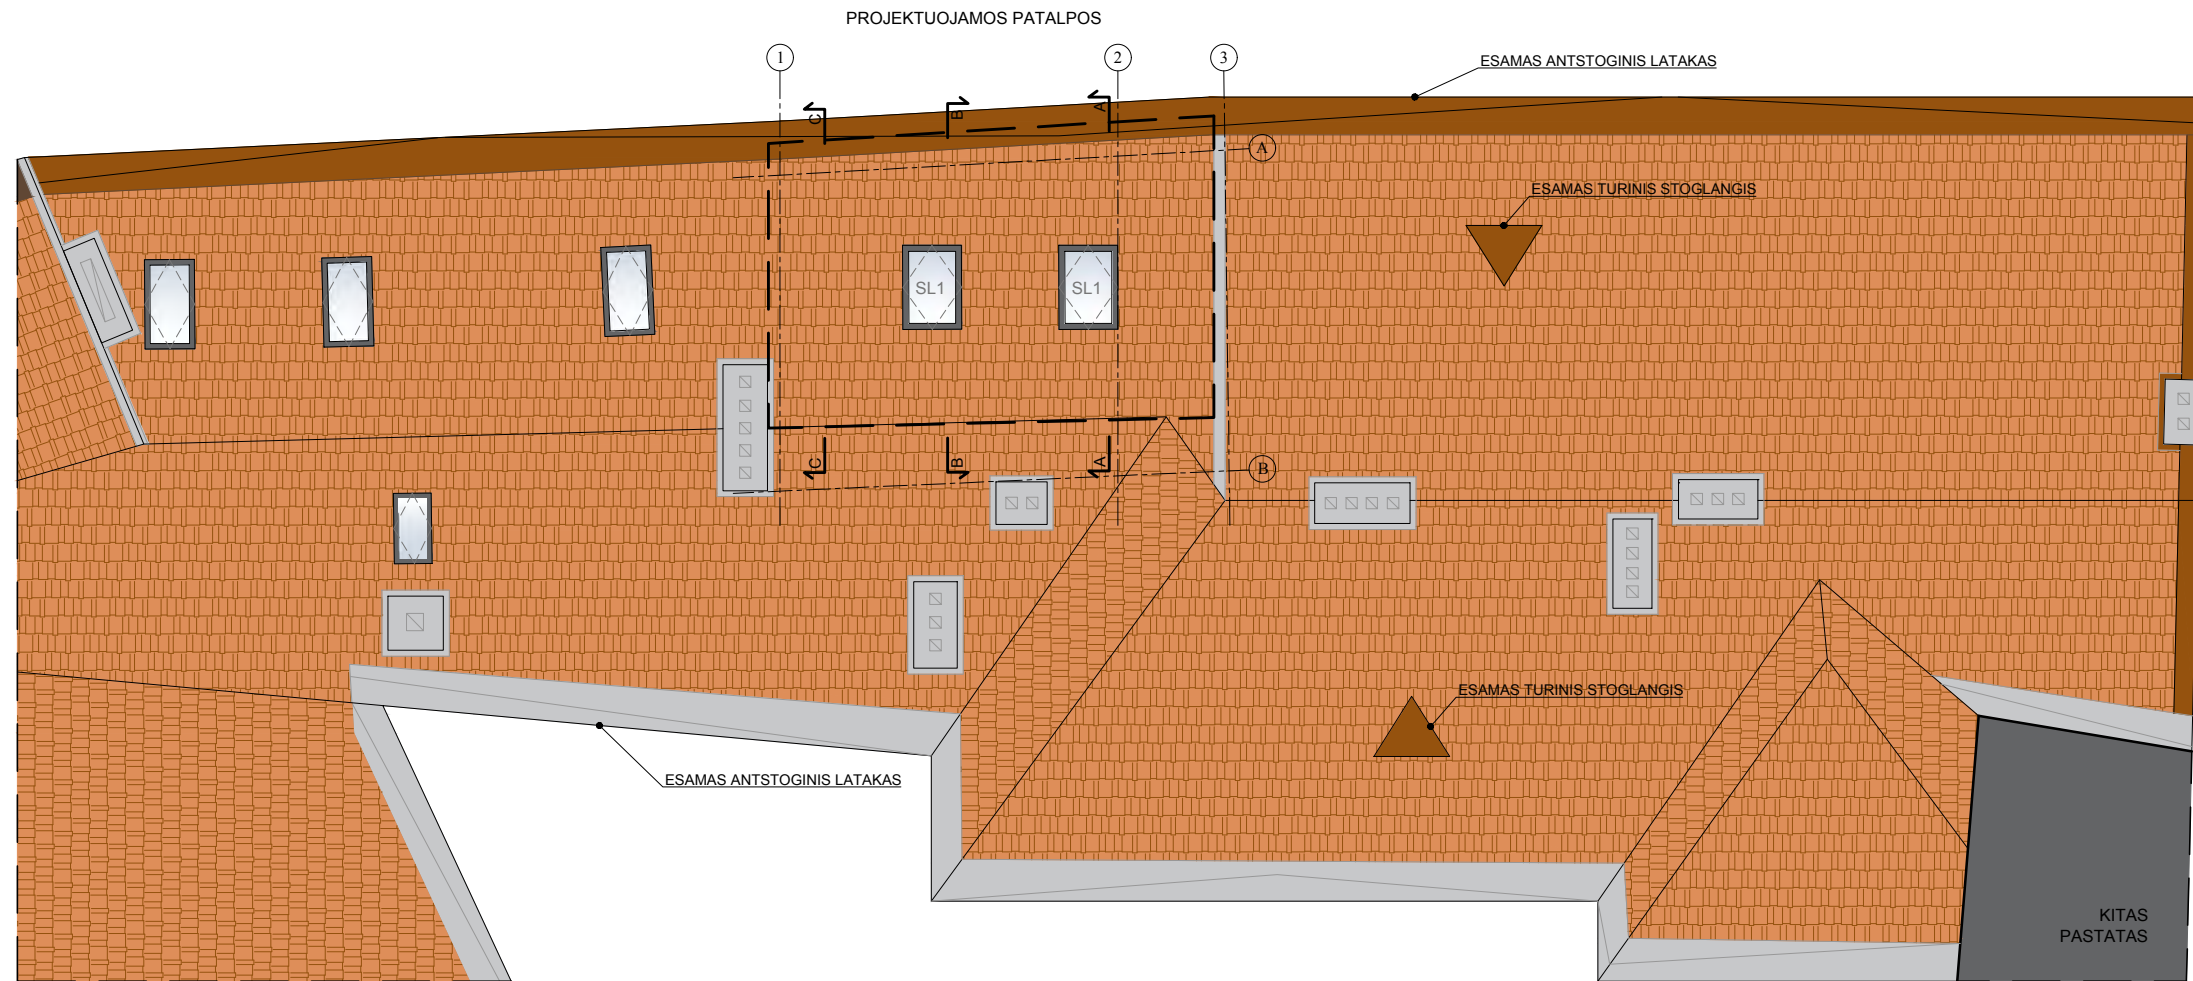 PROJEKTUOJAMOS PATALPOS
1
2
3
ESAMAS ANTSTOGINIS LATAKAS
C
B
A
A
ESAMAS TURINIS STOGLANGIS
SL1
SL1
C
B
A
B
ESAMAS TURINIS STOGLANGIS
ESAMAS ANTSTOGINIS LATAKAS
KITAS
PASTATAS